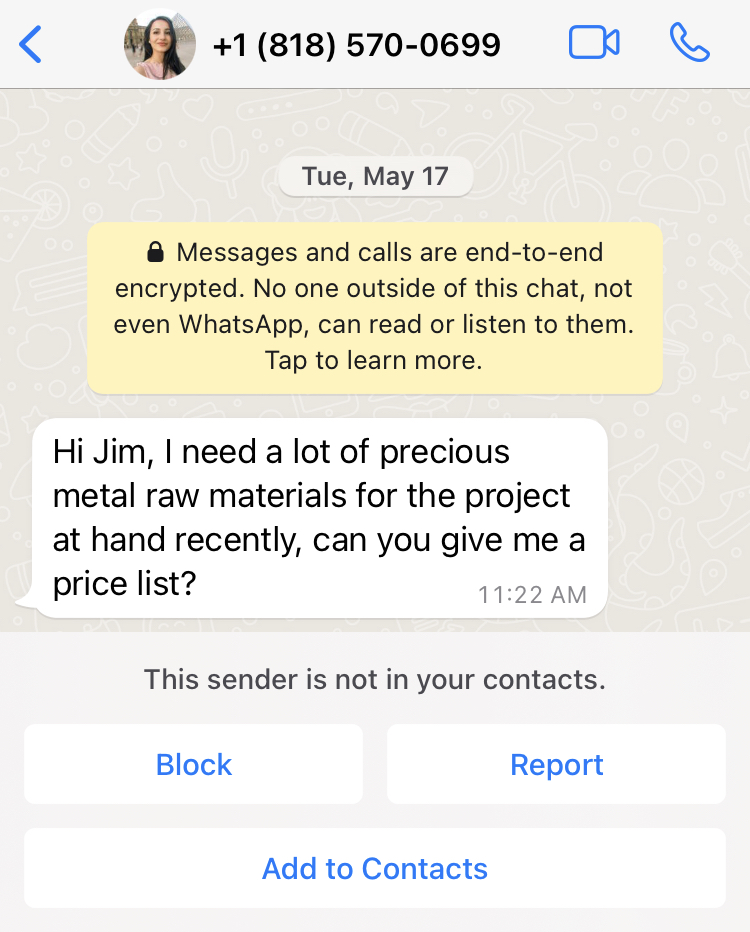 +1 (818) 570-0699
Tue, May 17
Messages and calls are end-to-end
encrypted. No one outside of this chat, not
even WhatsApp, can read or listen to them.
Tap to learn more.
Hi Jim, I need a lot of precious
metal raw materials for the project
at hand recently, can you give me a
price list?
11:22 AM
This sender is not in your contacts.
Block
Report
Add to Contacts